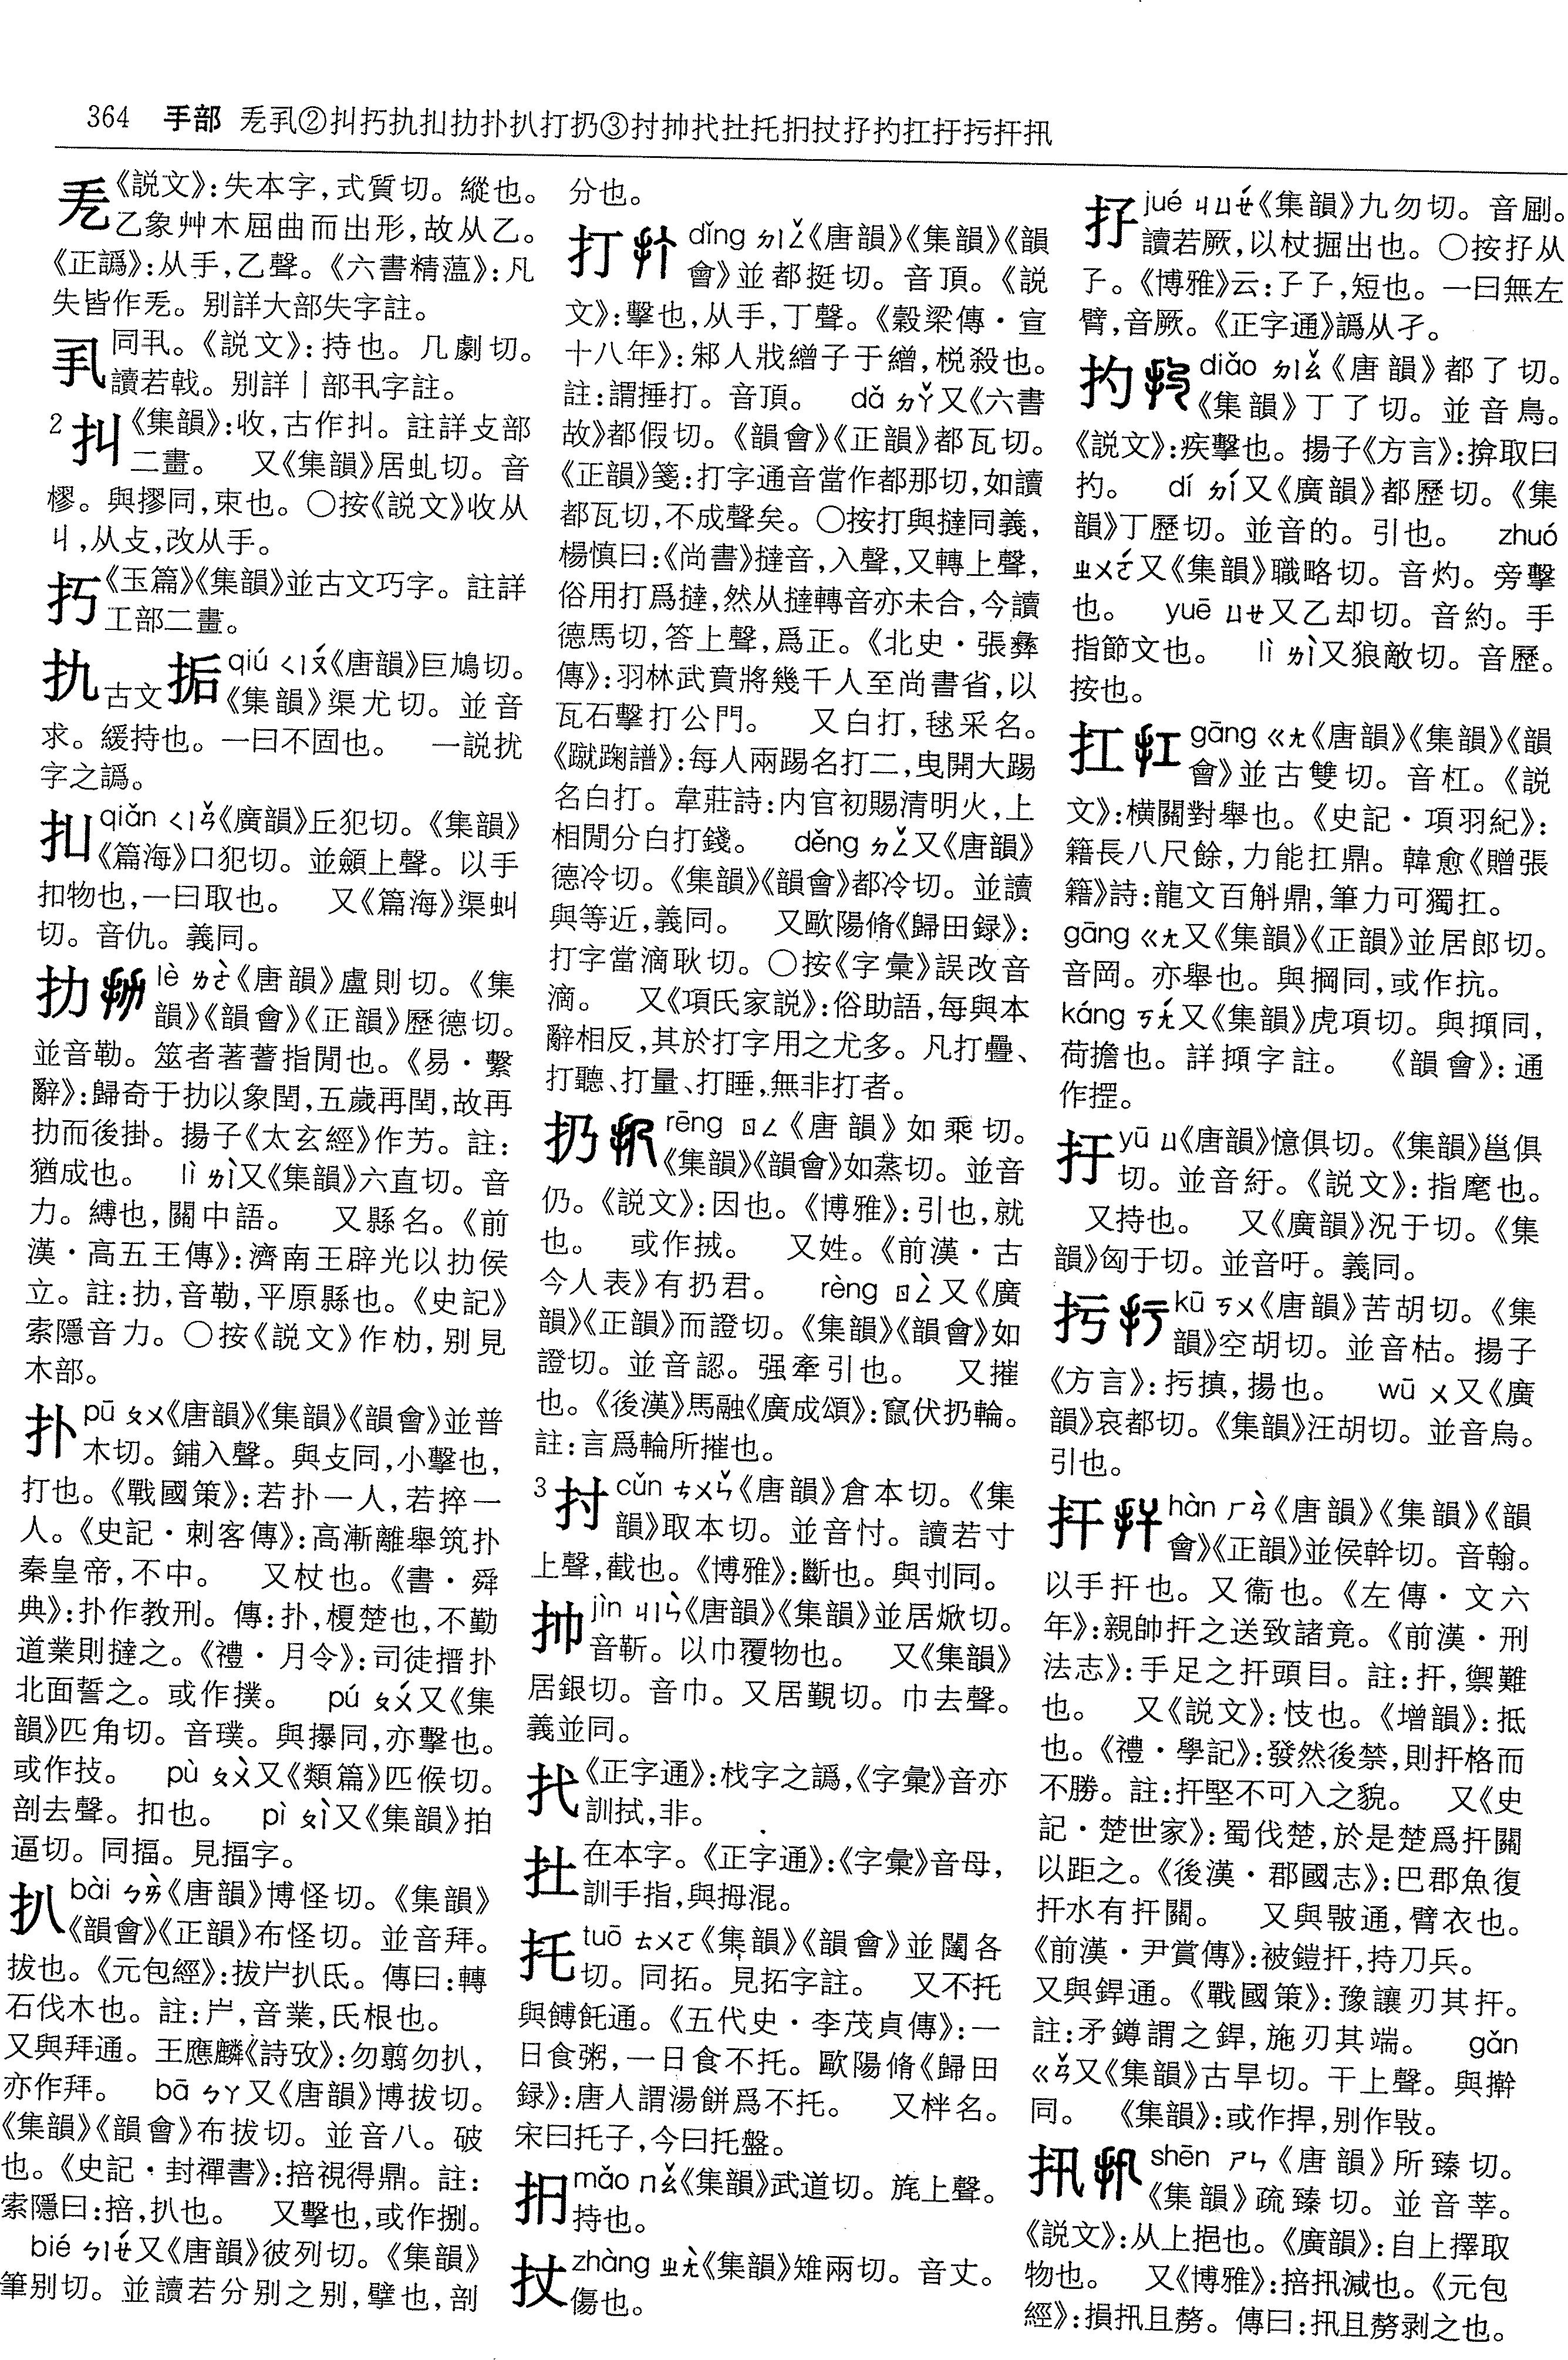 364 手部 𠂔𠃨②抖扝执扣扐扑扒打扔③扗抻找扗托抈扙㧑扚扛扜扝扞扟
《説文》:失本字,式質切。縱也。
乙象艸木屈曲而出形,故从乙。
《正譌》:从手,乙聲。《六書精藴》:凡
失皆作。别詳大部失字註。
同丮。《説文》:持也。几劇切。
讀若戟。别詳丨部丮字註。
2 《集韻》:收,古作。註詳攴部
二畫。 又《集韻》居虬切。音
樛。與摎同,束也。〇按《説文》收从
丩,从攴,改从手。
《玉篇》《集韻》並古文巧字。註詳
工部二畫。
执 古文 㧨 qiú ㄑㄧㄡˊ《唐韻》巨鳩切。
《集韻》渠尤切。並音
求。緩持也。一曰不固也。 一説扰
字之譌。
扣 qiǎn ㄑㄧㄢˇ《廣韻》丘犯切。《集韻》
《篇海》口犯切。並顩上聲。以手
扣物也,一曰取也。 又《篇海》渠虯
切。音仇。義同。
扐 lè ㄌㄜˋ《唐韻》盧則切。《集
韻》《韻會》《正韻》歷德切。
並音勒。筮者著蓍指閒也。《易·繫
辭》:歸奇于扐以象閏,五歲再閏,故再
扐而後掛。揚子《太玄經》作艻。註:
猶成也。 lì ㄌㄧˋ又《集韻》六直切。音
力。縛也,關中語。 又縣名。《前
漢·高五王傳》:濟南王辟光以扐侯
立。註:扐,音勒,平原縣也。《史記》
索隱音力。〇按《説文》作朸,别見
木部。
扑 pū ㄆㄨ《唐韻》《集韻》《韻會》並普
木切。鋪入聲。與攴同,小擊也,
打也。《戰國策》:若扑一人,若捽一
人。《史記·刺客傳》:高漸離舉筑扑
秦皇帝,不中。 又杖也。《書·舜
典》:扑作教刑。傳:扑,榎楚也,不勤
道業則撻之。《禮·月令》:司徒搢扑
北面誓之。或作撲。 pú ㄆㄨˊ又《集
韻》匹角切。音璞。與㩧同,亦擊也。
或作技。 pù ㄆㄨˋ又《類篇》匹候切。
剖去聲。扣也。 pì ㄆㄧˋ又《集韻》拍
逼切。同揊。見揊字。
扒 bài ㄅㄞˋ《唐韻》博怪切。《集韻》
《韻會》《正韻》布怪切。並音拜。
拔也。《元包經》:拔屵扒氐。傳曰:轉
石伐木也。註:屵,音業,氐根也。
又與拜通。王應麟《詩攷》:勿翦勿扒,
亦作拜。 bā ㄅㄚ又《唐韻》博拔切。
《集韻》《韻會》布拔切。並音八。破
也。《史記·封禪書》:掊視得鼎。註:
索隱曰:掊,扒也。 又擊也,或作捌。
bié ㄅㄧㄝˊ又《唐韻》彼列切。《集韻》
筆别切。並讀若分别之别,擘也,剖
分也。
打 dǐng ㄉㄧㄥˇ《唐韻》《集韻》《韻
會》並都挺切。音頂。《説
文》:擊也,从手,丁聲。《穀梁傳·宣
十八年》:邾人戕繒子于繒,梲殺也。
註:謂捶打。音頂。 dǎ ㄉㄚˇ又《六書
故》都假切。《韻會》《正韻》都瓦切。
《正韻》箋:打字通音當作都那切,如讀
都瓦切,不成聲矣。〇按打與撻同義,
楊慎曰:《尚書》撻音,入聲,又轉上聲,
俗用打爲撻,然从撻轉音亦未合,今讀
德馬切,答上聲,爲正。《北史·張彝
傳》:羽林武賁將幾千人至尚書省,以
瓦石擊打公門。 又白打,毬采名。
《蹴踘譜》:每人兩踢名打二,曳開大踢
名白打。韋莊詩:内官初賜清明火,上
相閒分白打錢。 děng ㄉㄥˇ又《唐韻》
德冷切。《集韻》《韻會》都冷切。並讀
與等近,義同。 又歐陽脩《歸田録》:
打字當滴耿切。〇按《字彙》誤改音
滴。 又《項氏家説》:俗助語,每與本
辭相反,其於打字用之尤多。凡打疊、
打聽、打量、打睡,無非打者。
扔 rēng ㄖㄥ《唐韻》如乘切。
《集韻》《韻會》如蒸切。並音
仍。《説文》:因也。《博雅》:引也,就
也。 或作㧒。 又姓。《前漢·古
今人表》有扔君。 rèng ㄖㄥˋ又《廣
韻》《正韻》而證切。《集韻》《韻會》如
證切。並音認。强牽引也。 又摧
也。《後漢》馬融《廣成頌》:竄伏扔輪。
註:言爲輪所摧也。
3 扌寸 cǔn ㄘㄨㄣˇ《唐韻》倉本切。《集
韻》取本切。並音忖。讀若寸
上聲,截也。《博雅》:斷也。與刌同。
jìn ㄐㄧㄣˋ《唐韻》《集韻》並居焮切。
音靳。以巾覆物也。 又《集韻》
居銀切。音巾。又居覲切。巾去聲。
義並同。
《正字通》:栈字之譌,《字彙》音亦
訓拭,非。
扗 在本字。《正字通》:《字彙》音母,
訓手指,與拇混。
托 tuō ㄊㄨㄛ《集韻》《韻會》並闥各
切。同拓。見拓字註。 又不托
與餺飥通。《五代史·李茂貞傳》:一
日食粥,一日食不托。歐陽脩《歸田
録》:唐人謂湯餅爲不托。 又柈名。
宋曰托子,今曰托盤。
㧇 mǎo ㄇㄠˇ《集韻》武道切。旄上聲。
持也。
扙 zhàng ㄓㄤˋ《集韻》雉兩切。音丈。
傷也。
jué ㄐㄩㄝˊ《集韻》九勿切。音㓸。
讀若厥,以杖掘出也。〇按㧅从
孑。《博雅》云:孑孑,短也。一曰無左
臂,音厥。《正字通》譌从孖。
扚 diǎo ㄉㄧㄠˇ《唐韻》都了切。
《集韻》丁了切。並音鳥。
《説文》:疾擊也。揚子《方言》:揜取曰
扚。 dí ㄉㄧˊ又《廣韻》都歷切。《集
韻》丁歷切。並音的。引也。 zhuó
ㄓㄨㄛˊ又《集韻》職略切。音灼。旁擊
也。 yuē ㄩㄝ又乙却切。音約。手
指節文也。 lì ㄌㄧˋ又狼敵切。音歷。
按也。
扛 gāng ㄍㄤ《唐韻》《集韻》《韻
會》並古雙切。音杠。《説
文》:横關對舉也。《史記·項羽紀》:
籍長八尺餘,力能扛鼎。韓愈《贈張
籍》詩:龍文百斛鼎,筆力可獨扛。
gāng ㄍㄤ又《集韻》《正韻》並居郎切。
音岡。亦舉也。與掆同,或作抗。
káng ㄎㄤˊ又《集韻》虎項切。與㧥同,
荷擔也。詳㧥字註。 《韻會》:通
作摼。
扜 yū ㄩ《唐韻》憶俱切。《集韻》邕俱
切。並音紆。《説文》:指麾也。
又持也。 又《廣韻》況于切。《集
韻》匈于切。並音吁。義同。
扝 kū ㄎㄨ《唐韻》苦胡切。《集
韻》空胡切。並音枯。揚子
《方言》:扝搷,揚也。 wū ㄨ又《廣
韻》哀都切。《集韻》汪胡切。並音烏。
引也。
扞 hàn ㄏㄢˋ《唐韻》《集韻》《韻
會》《正韻》並侯幹切。音翰。
以手扞也。又衞也。《左傳·文六
年》:親帥扞之送致諸竟。《前漢·刑
法志》:手足之扞頭目。註:扞,禦難
也。 又《説文》:忮也。《增韻》:抵
也。《禮·學記》:發然後禁,則扞格而
不勝。註:扞堅不可入之貌。 又《史
記·楚世家》:蜀伐楚,於是楚爲扞關
以距之。《後漢·郡國志》:巴郡魚復
扞水有扞關。 又與㪋通,臂衣也。
《前漢·尹賞傳》:被鎧扞,持刀兵。
又與銲通。《戰國策》:豫讓刃其扞。
註:矛鐏謂之銲,施刃其端。 gǎn
ㄍㄢˇ又《集韻》古旱切。干上聲。與擀
同。 《集韻》:或作捍,别作㪋。
扟 shēn ㄕㄣ《唐韻》所臻切。
《集韻》疏臻切。並音莘。
《説文》:从上挹也。《廣韻》:自上擇取
物也。 又《博雅》:掊扟減也。《元包
經》:損扟且剺。傳曰:扟且剺剥之也。